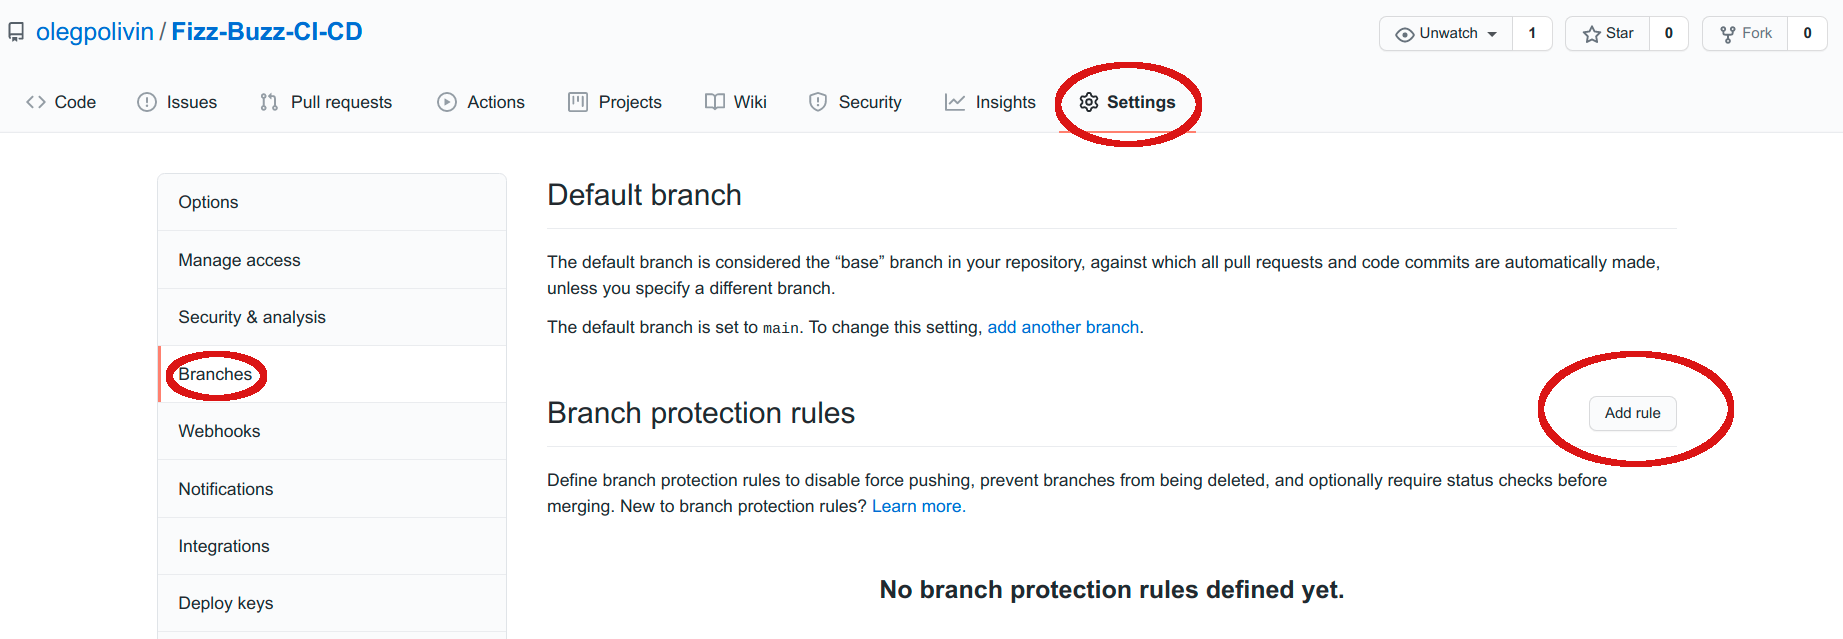 olegpolivin / Fizz-Buzz-CI-CD
Unwatch 1 Star 0 Fork 0
Code Issues Pull requests Actions Projects Wiki Security Insights Settings
Options
Manage access
Security & analysis
Branches
Webhooks
Notifications
Integrations
Deploy keys
Default branch
The default branch is considered the “base” branch in your repository, against which all pull requests and code commits are automatically made,
unless you specify a different branch.
The default branch is set to main. To change this setting, add another branch.
Branch protection rules
Add rule
Define branch protection rules to disable force pushing, prevent branches from being deleted, and optionally require status checks before
merging. New to branch protection rules? Learn more.
No branch protection rules defined yet.